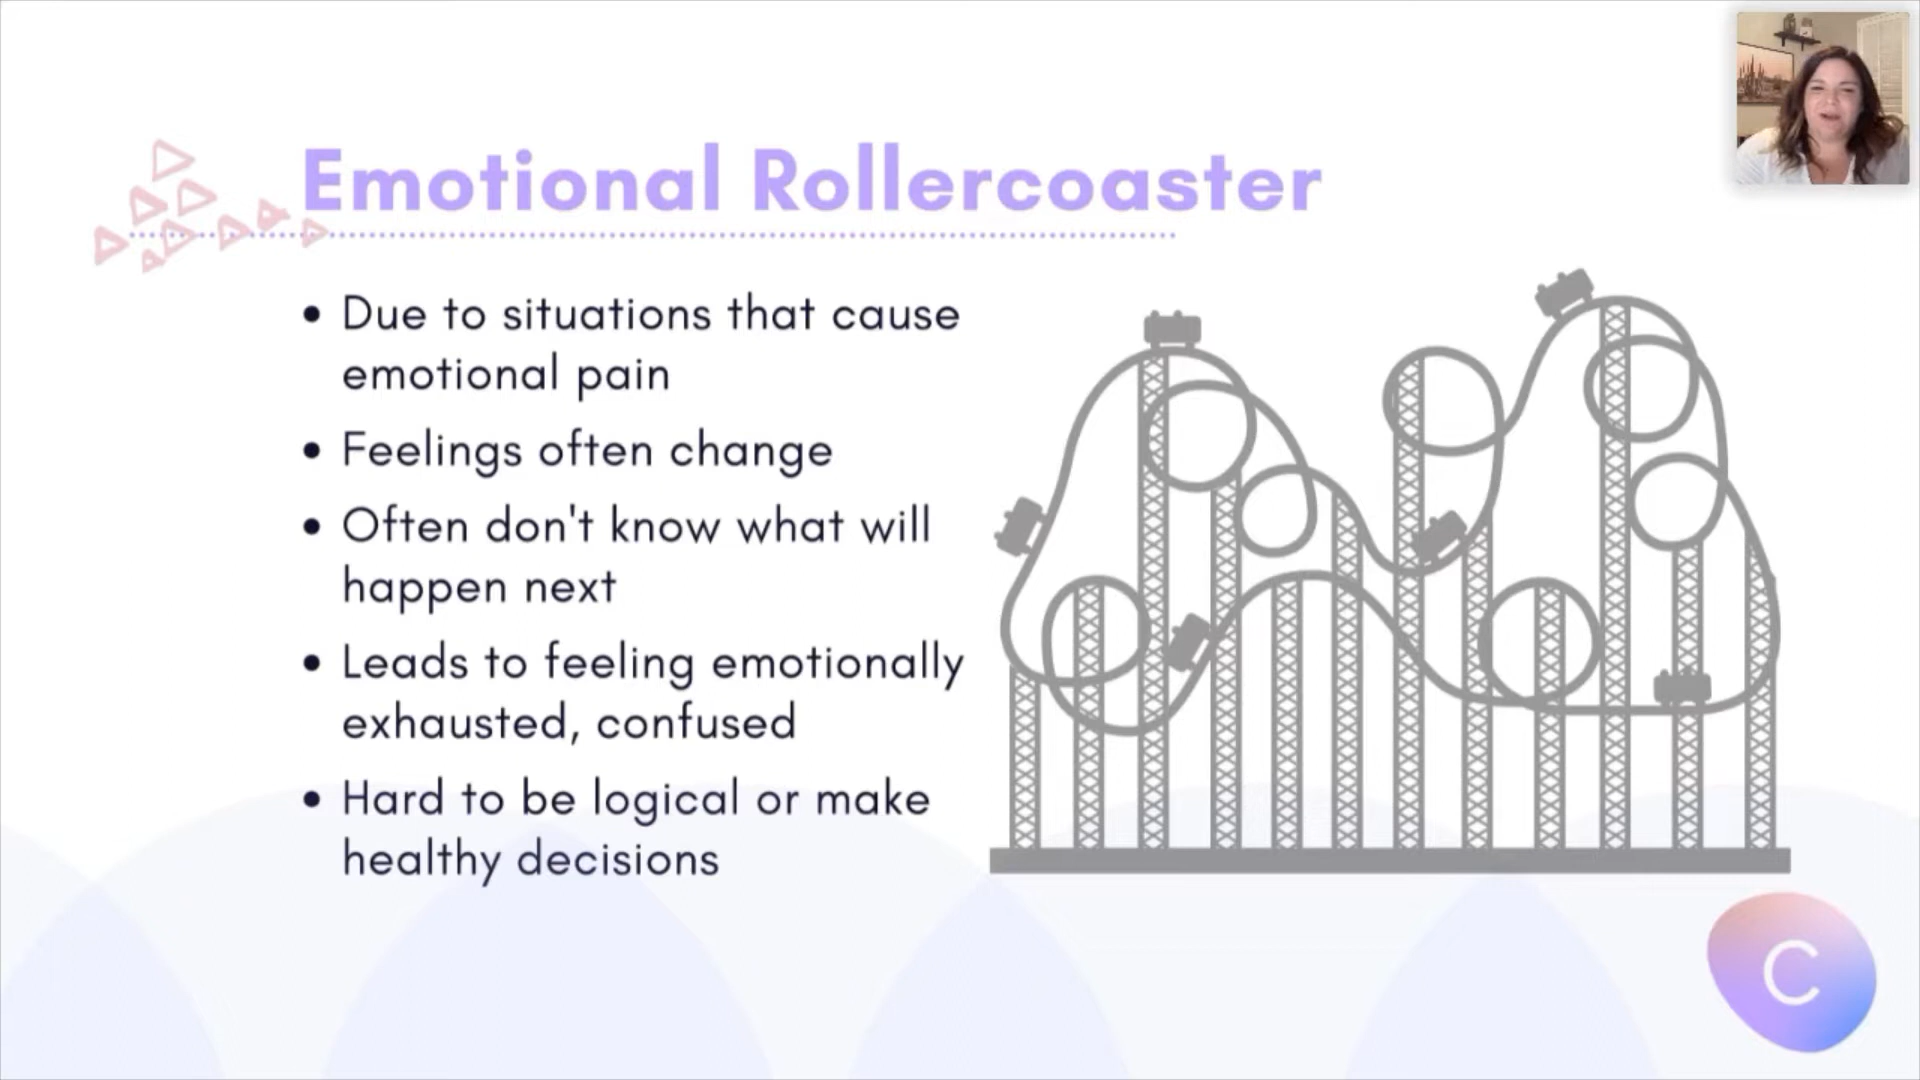 Emotional Rollercoaster
• Due to situations that cause
emotional pain
• Feelings often change
• Often don't know what will
happen next
• Leads to feeling emotionally
exhausted, confused
• Hard to be logical or make
healthy decisions
C